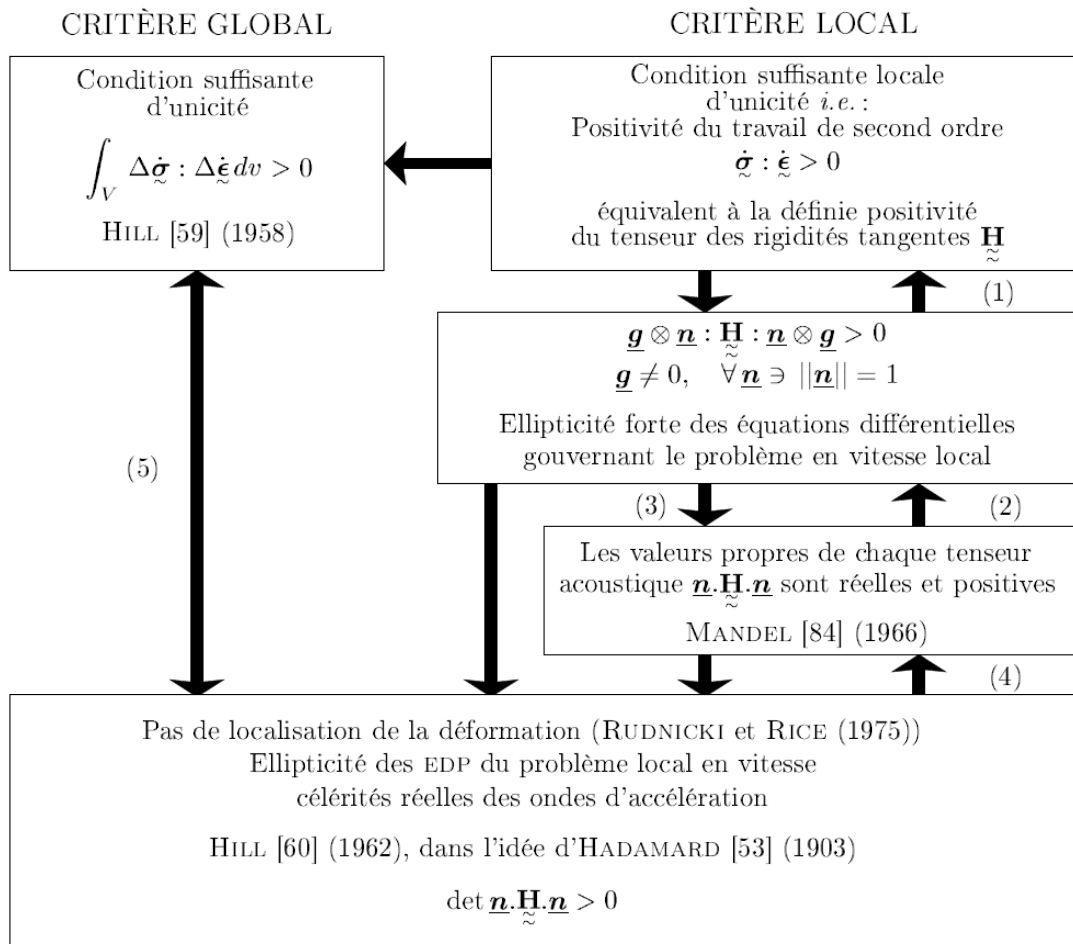 CRITÈRE GLOBAL
Condition suffisante
d'unicité
∫_V Δσ̇ : Δϵ̇ dv > 0
HILL [59] (1958)
CRITÈRE LOCAL
Condition suffisante locale
d'unicité i.e. :
Positivité du travail de second ordre
σ̇ : ϵ̇ > 0
équivalent à la définie positivité
du tenseur des rigidités tangentes H
(1)
g ⊗ n : H : n ⊗ g > 0
g ≠ 0, ∀ n ∋ ||n|| = 1
Ellipticité forte des équations différentielles
gouvernant le problème en vitesse local
(5)
(3)
(2)
Les valeurs propres de chaque tenseur
acoustique n.H.n sont réelles et positives
MANDEL [84] (1966)
(4)
Pas de localisation de la déformation (RUDNICKI et RICE (1975))
Ellipticité des EDP du problème local en vitesse
célérités réelles des ondes d'accélération
HILL [60] (1962), dans l'idée d'HADAMARD [53] (1903)
det n.H.n > 0